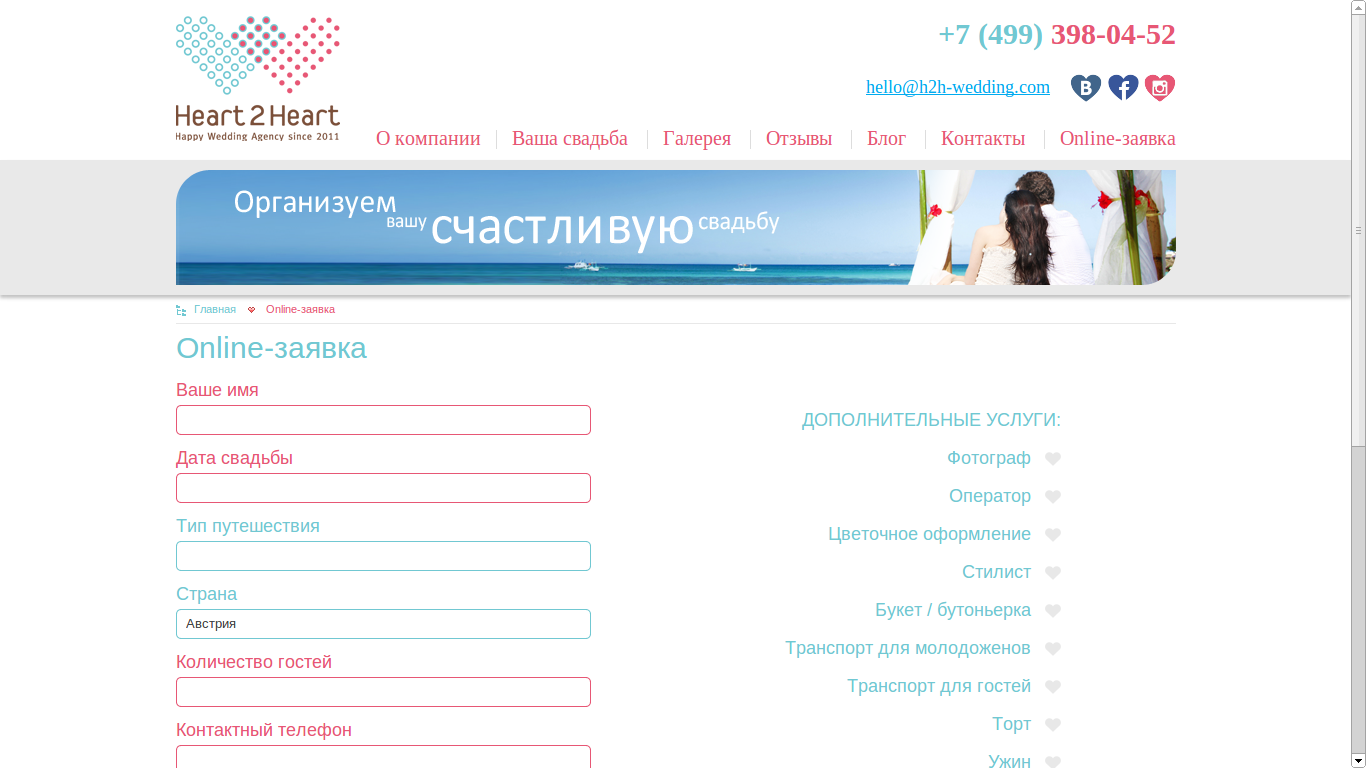 +7 (499) 398-04-52
hello@h2h-wedding.com
Heart 2 Heart
Happy Wedding Agency since 2011
О компании
Ваша свадьба
Галерея
Отзывы
Блог
Контакты
Online-заявка
Организуем
вашу счастливую свадьбу
Главная
Online-заявка
Online-заявка
Ваше имя
Дата свадьбы
Тип путешествия
Страна
Австрия
Количество гостей
Контактный телефон
ДОПОЛНИТЕЛЬНЫЕ УСЛУГИ:
Фотограф
Оператор
Цветочное оформление
Стилист
Букет / бутоньерка
Транспорт для молодоженов
Транспорт для гостей
Торт
Ужин